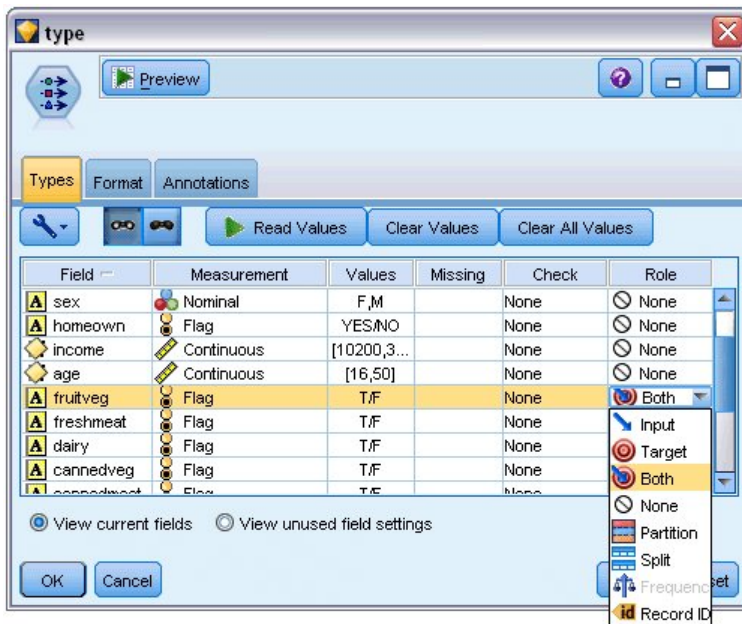 type
Preview
Types Format Annotations
Read Values Clear Values Clear All Values
Field Measurement Values Missing Check Role
A sex Nominal F,M None None
A homeown Flag YES/NO None None
income Continuous [10200,3... None None
age Continuous [16,50] None None
A fruitveg Flag T/F None Both
A freshmeat Flag T/F None
A dairy Flag T/F None
A cannedveg Flag T/F None
Input
Target
Both
None
Partition
Split
Frequenc
id Record ID
View current fields View unused field settings
OK Cancel